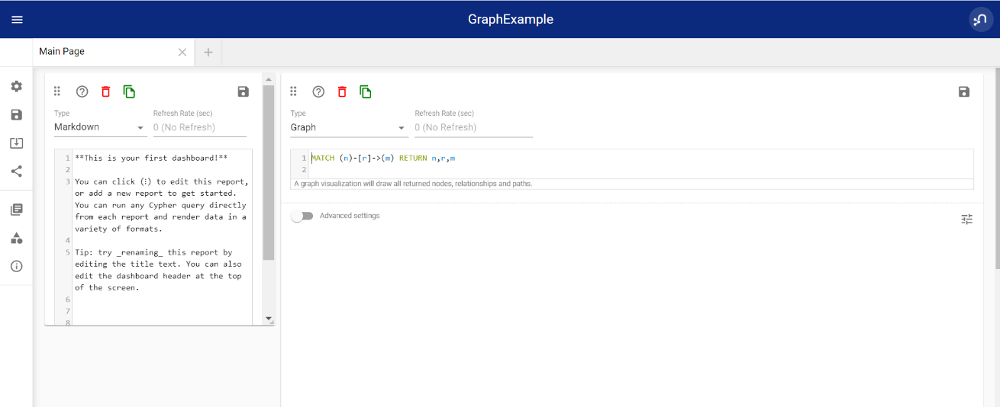 GraphExample
Main Page
Type
Refresh Rate (sec)
Markdown
0 (No Refresh)
1 **This is your first dashboard!**
2
3 You can click (⋮) to edit this report,
or add a new report to get started.
You can run any Cypher query directly
from each report and render data in a
variety of formats.
4
5 Tip: try _renaming_ this report by
editing the title text. You can also
edit the dashboard header at the top
of the screen.
6
7
8
Type
Refresh Rate (sec)
Graph
0 (No Refresh)
1 MATCH (n)-[r]->(m) RETURN n,r,m
2
A graph visualization will draw all returned nodes, relationships and paths.
Advanced settings